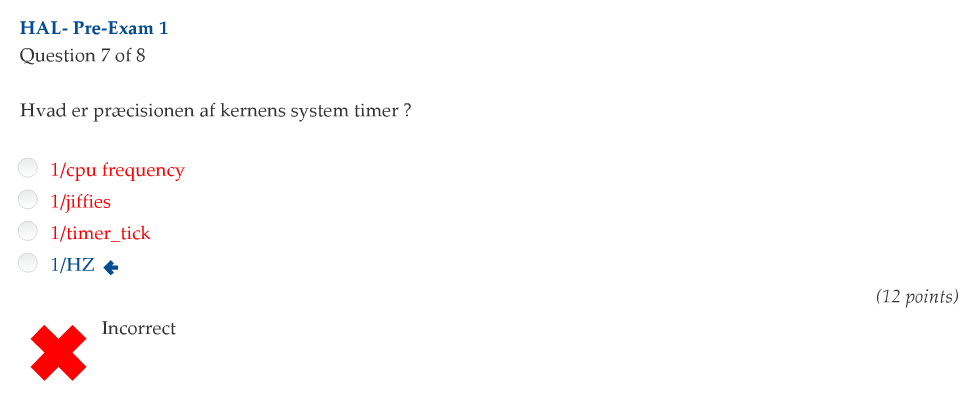 HAL- Pre-Exam 1
Question 7 of 8
Hvad er præcisionen af kernens system timer ?
1/cpu frequency
1/jiffies
1/timer_tick
1/HZ
(12 points)
Incorrect